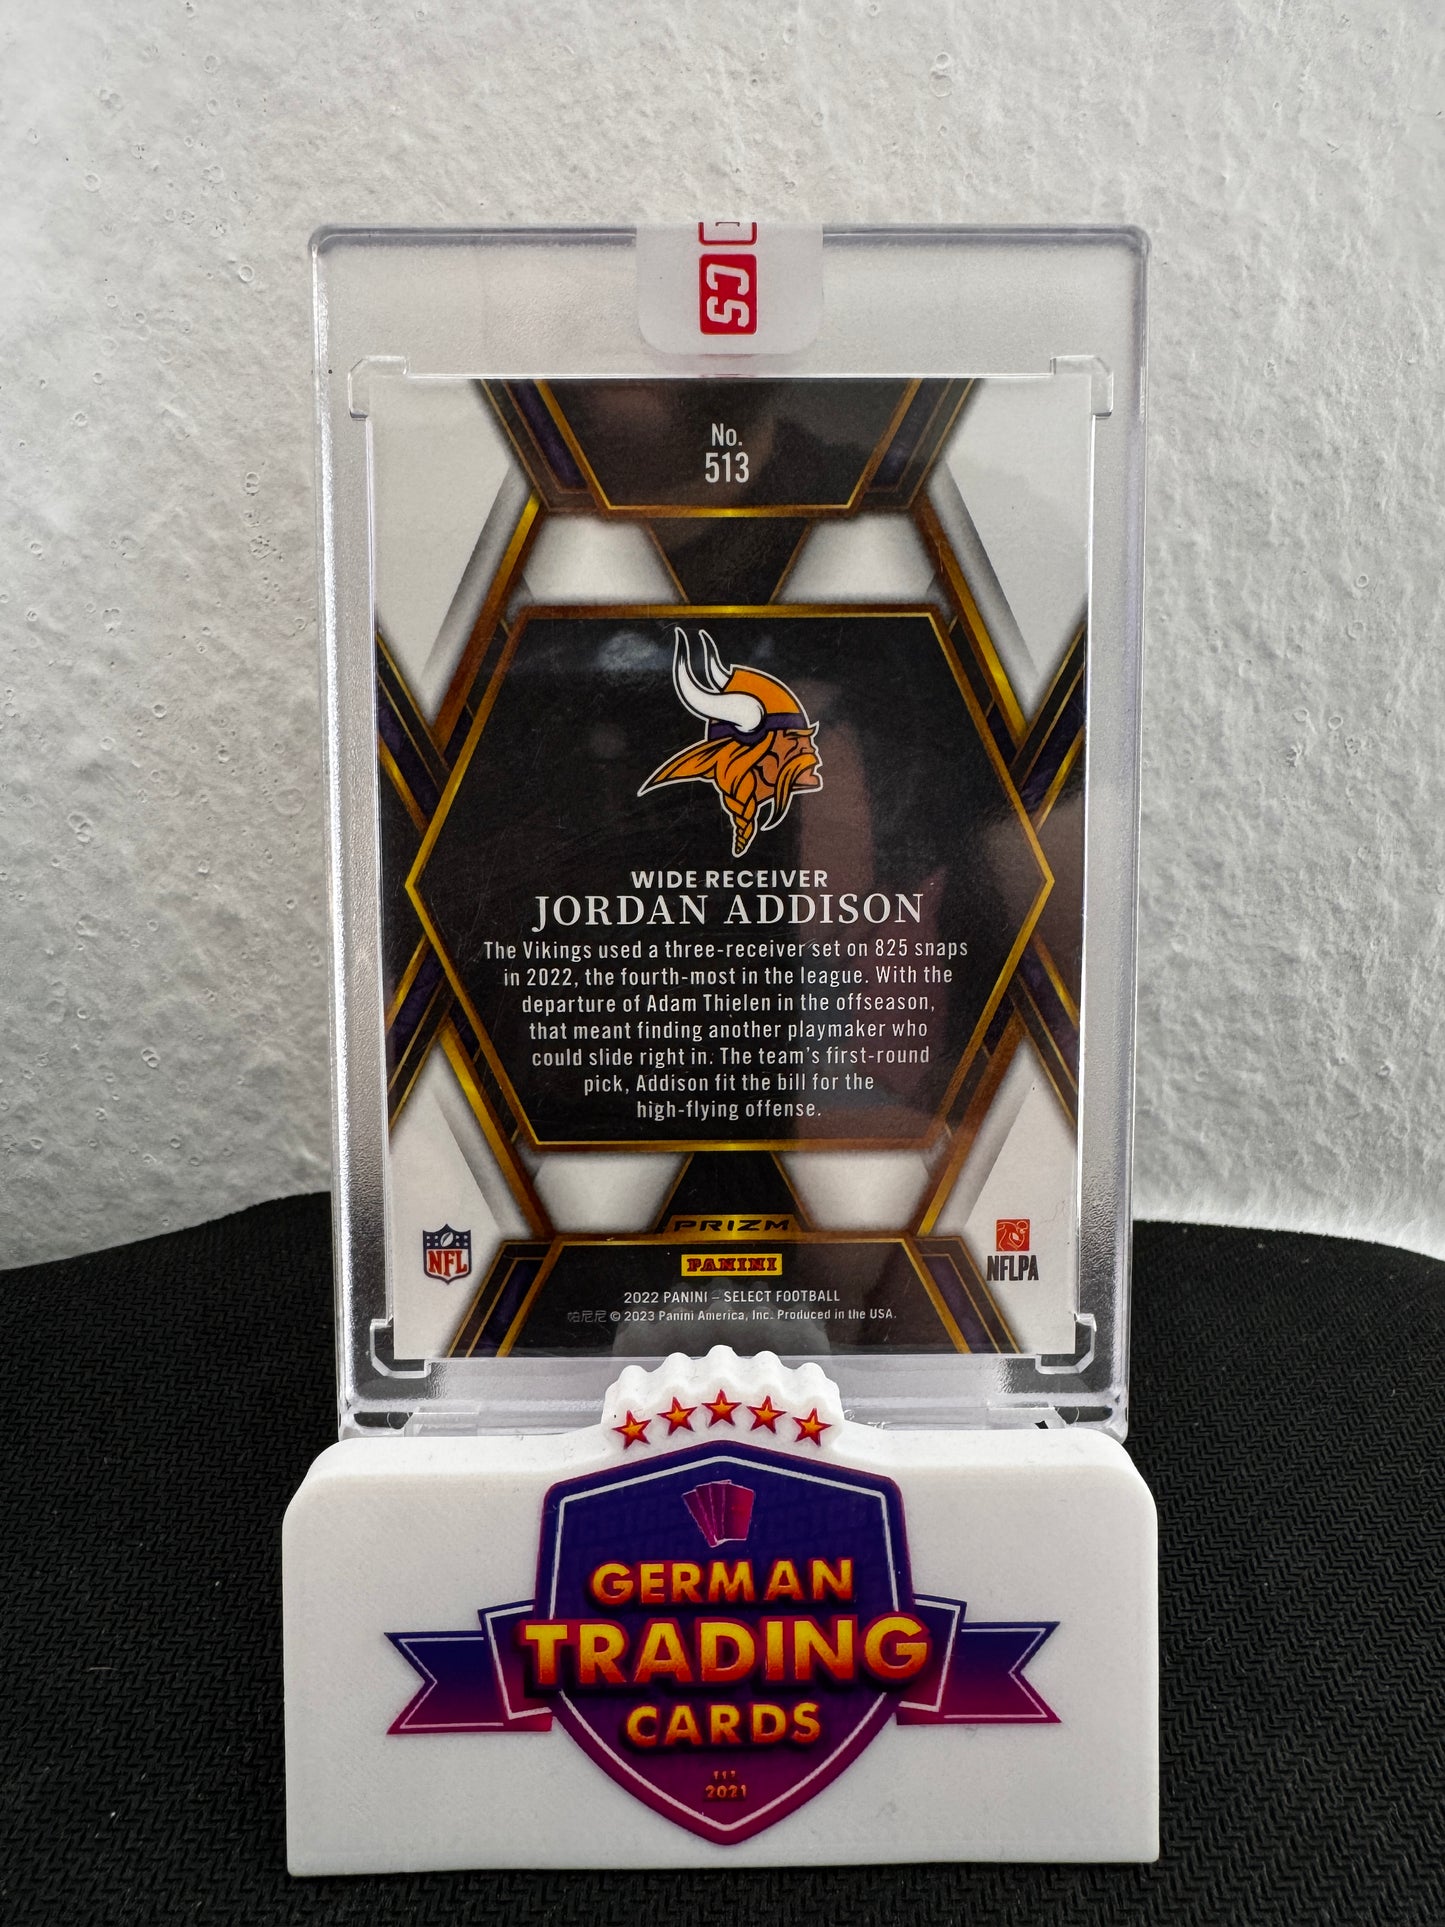 CS
No.
513
WIDE RECEIVER
JORDAN ADDISON
The Vikings used a three-receiver set on 825 snaps
in 2022, the fourth-most in the league. With the
departure of Adam Thielen in the offseason,
that meant finding another playmaker who
could slide right in. The team's first-round
pick, Addison fit the bill for the
high-flying offense.
PRIZM
NFL
PANINI
NFLPA
2022 PANINI – SELECT FOOTBALL
帕尼尼 © 2023 Panini America, Inc. Produced in the USA.
GERMAN
TRADING
CARDS
2021